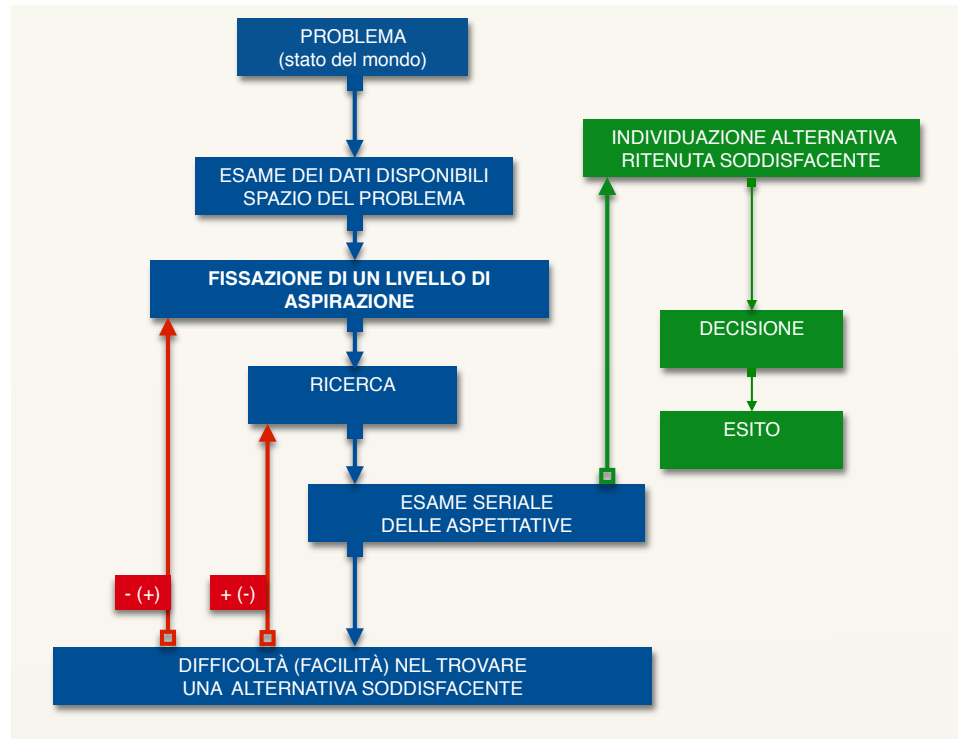 PROBLEMA
(stato del mondo)
ESAME DEI DATI DISPONIBILI
SPAZIO DEL PROBLEMA
FISSAZIONE DI UN LIVELLO DI
ASPIRAZIONE
RICERCA
ESAME SERIALE
DELLE ASPETTATIVE
- (+)
+ (-)
DIFFICOLTÀ (FACILITÀ) NEL TROVARE
UNA ALTERNATIVA SODDISFACENTE
INDIVIDUAZIONE ALTERNATIVA
RITENUTA SODDISFACENTE
DECISIONE
ESITO